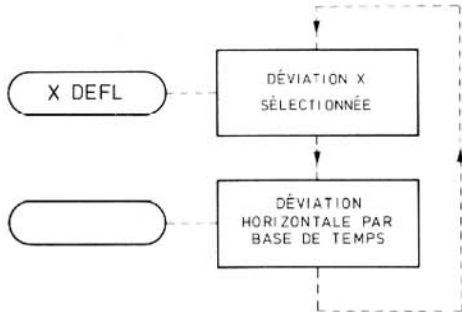 X DEFL
DÉVIATION X
SÉLECTIONNÉE
DÉVIATION
HORIZONTALE PAR
BASE DE TEMPS